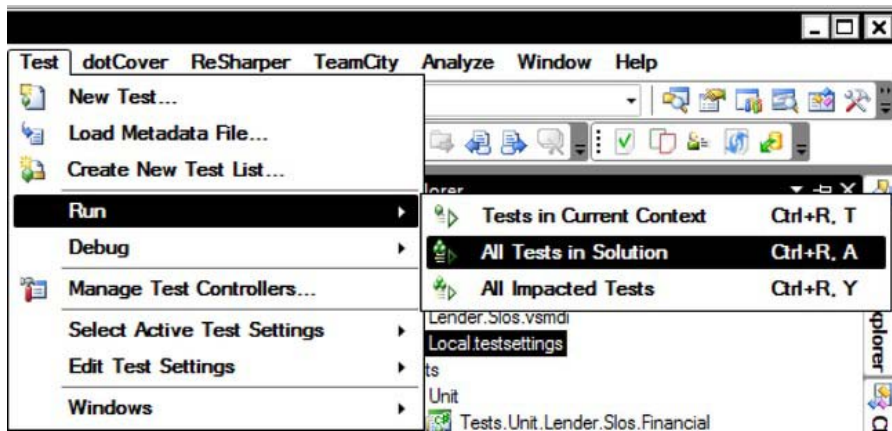 Test dotCover ReSharper TeamCity Analyze Window Help
New Test...
Load Metadata File...
Create New Test List...
Run
Debug
Manage Test Controllers...
Select Active Test Settings
Edit Test Settings
Windows
orer
Tests in Current Context Ctrl+R, T
All Tests in Solution Ctrl+R, A
All Impacted Tests Ctrl+R, Y
Lender.Slos.vsmdi
Local.testsettings
ts
Unit
Tests.Unit.Lender.Slos.Financial
plorer